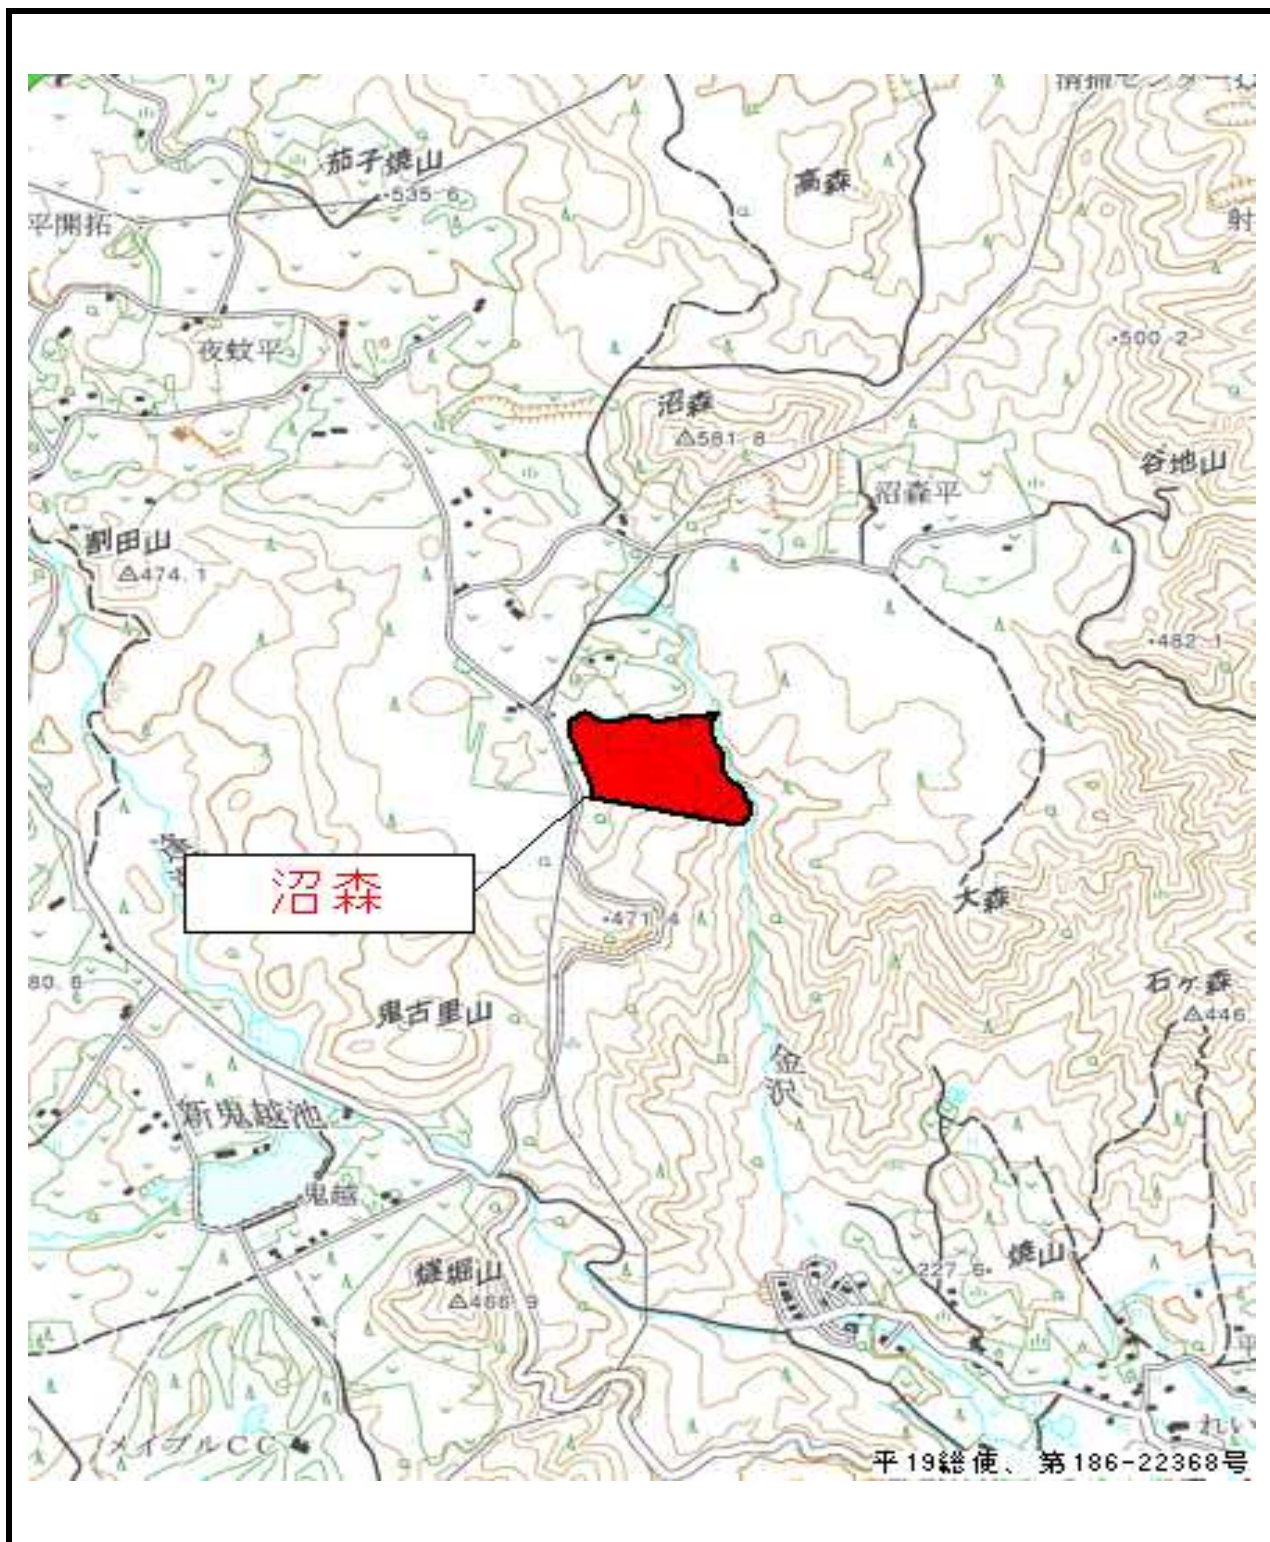 茄子焼山
535.6
高森
平開拓
射
500.2
夜蚊平
沼森
581.8
谷地山
沼森平
割田山
474.1
482.1
沼森
471.4
大森
石ヶ森
446
80.6
鬼古里山
金沢
新鬼越池
鬼越
燧堀山
466.9
227.6
焼山
平
れい
メイプルCC
平19総使、第186-22368号